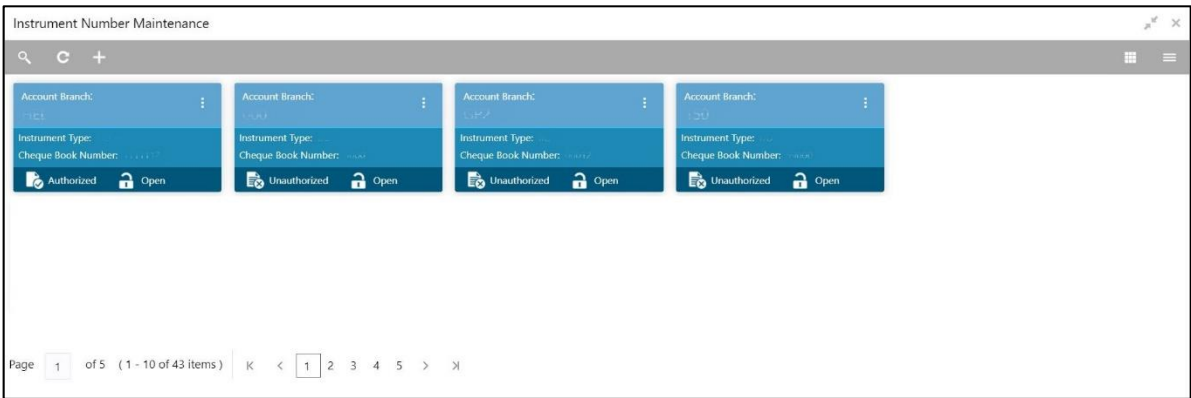 Instrument Number Maintenance
Account Branch: Account Branch: Account Branch: Account Branch:
Instrument Type: Instrument Type: Instrument Type: Instrument Type:
Cheque Book Number: Cheque Book Number: Cheque Book Number: Cheque Book Number:
Authorized Open Unauthorized Open Unauthorized Open Unauthorized Open
Page 1 of 5 ( 1 - 10 of 43 items ) 1 2 3 4 5